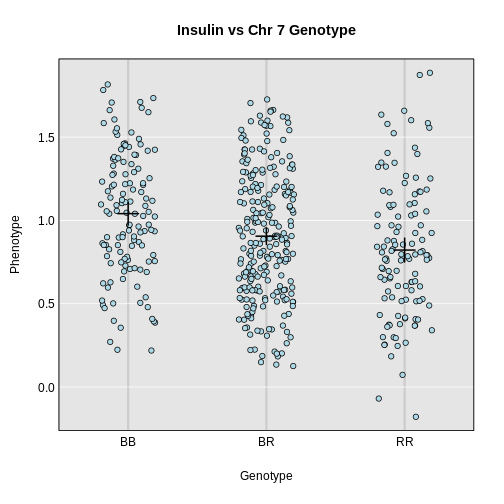 Insulin vs Chr 7 Genotype
Phenotype
1.5
1.0
0.5
0.0
BB BR RR
Genotype